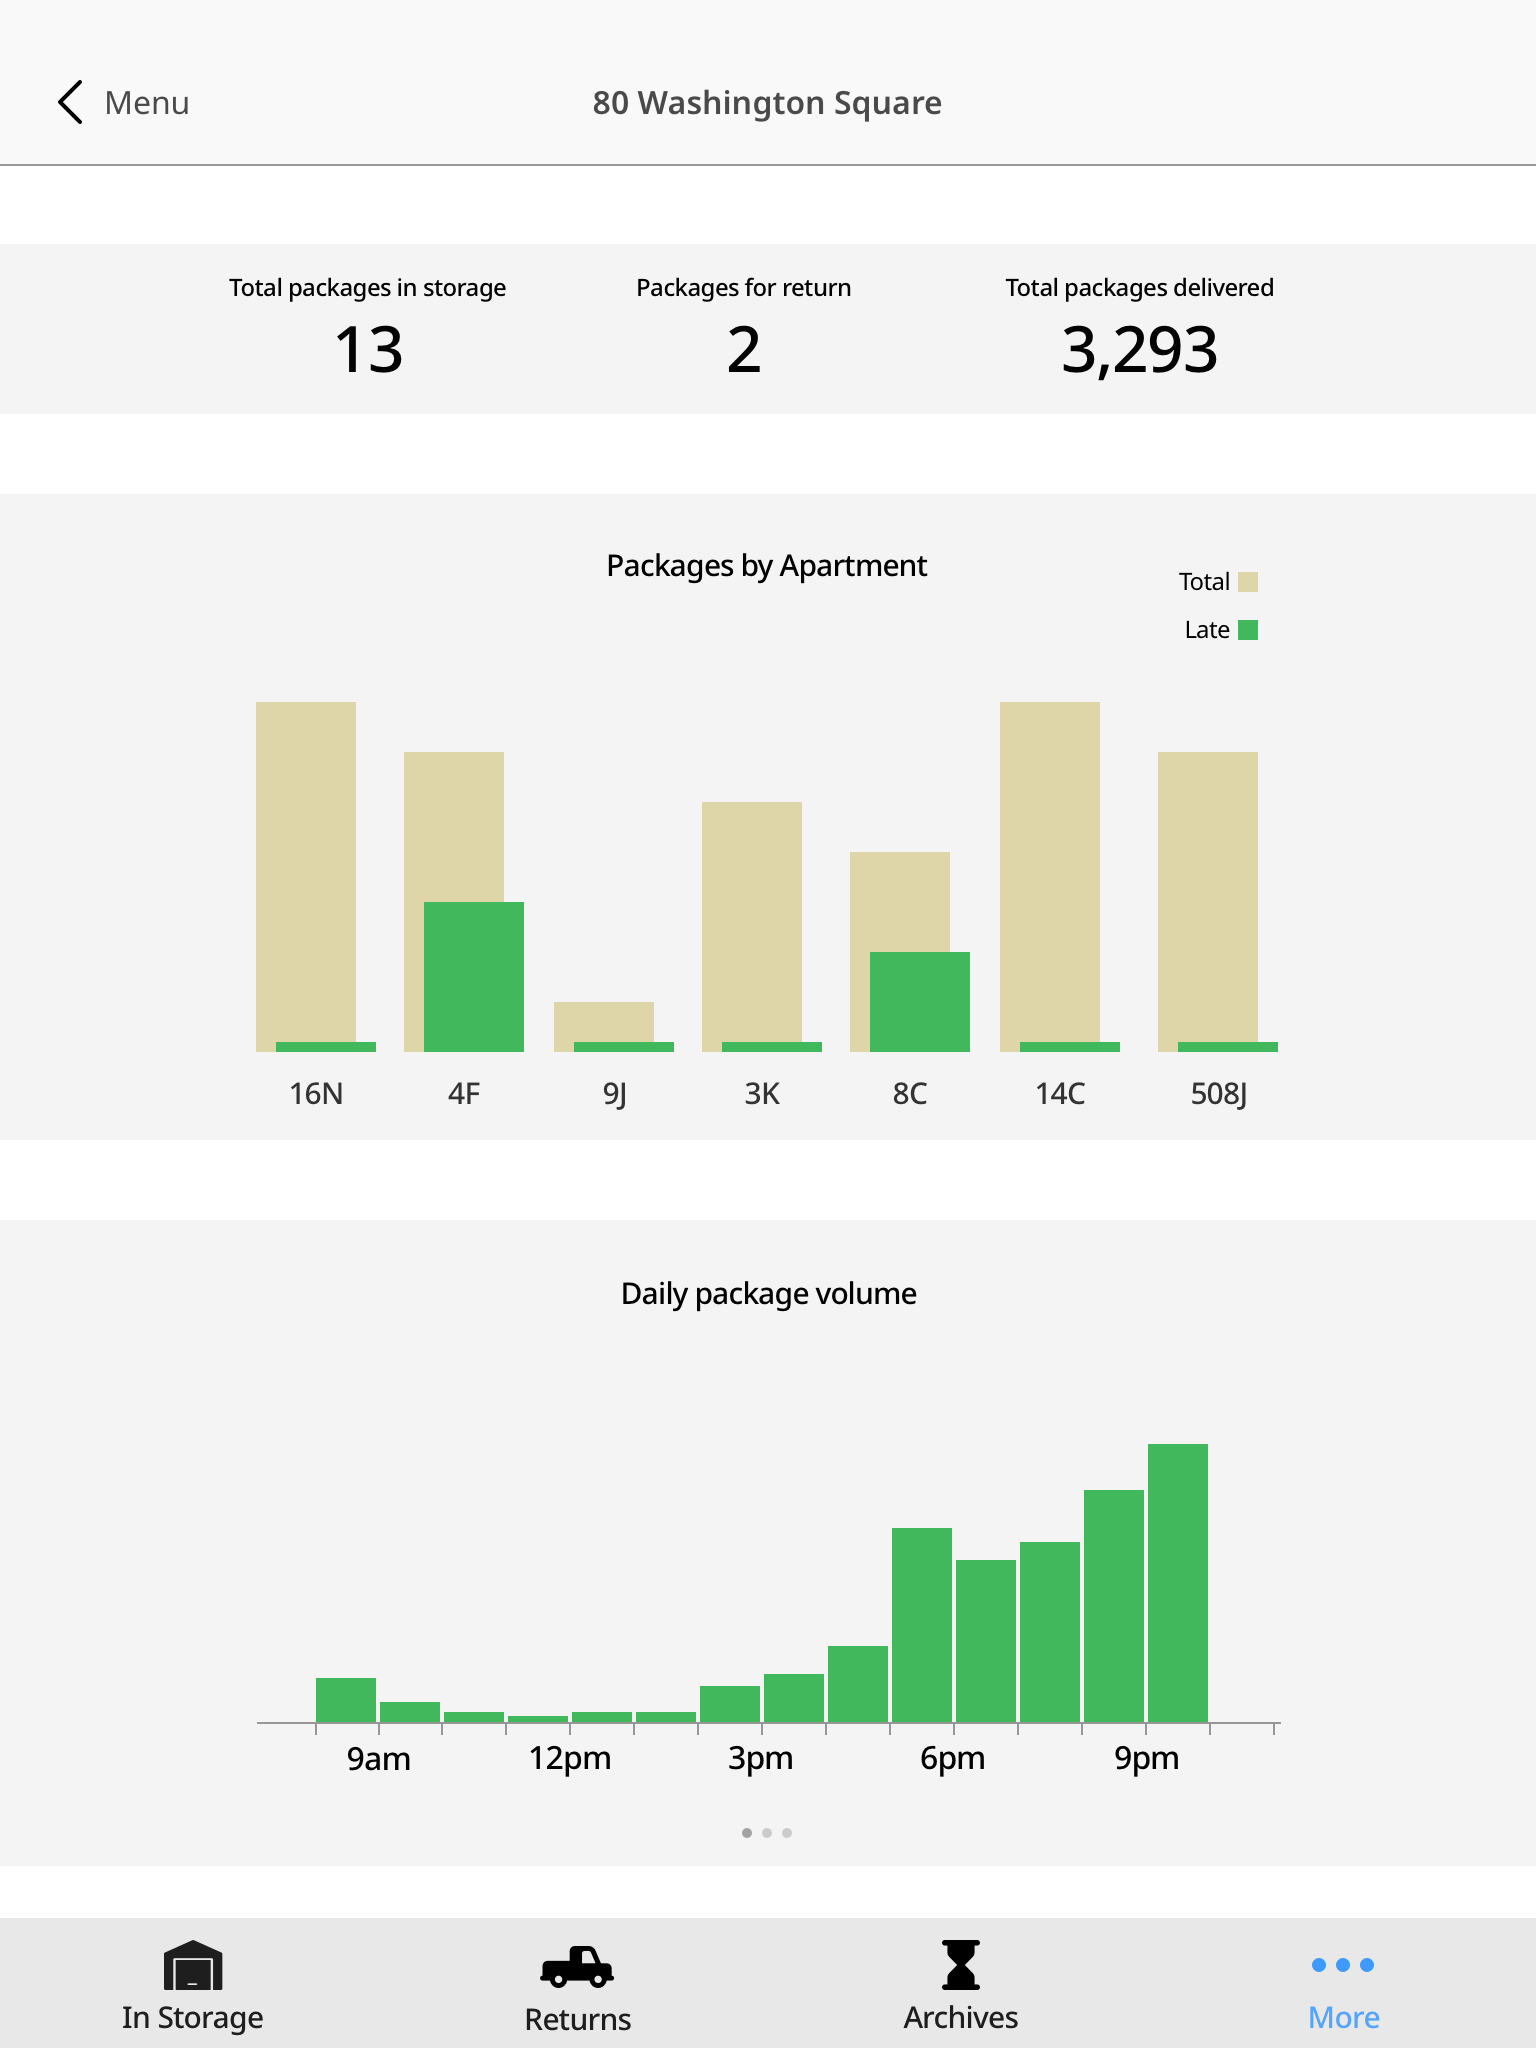 Menu
80 Washington Square
Total packages in storage
Packages for return
Total packages delivered
13
2
3,293
Packages by Apartment
Total
Late
16N
4F
9J
3K
8C
14C
508J
Daily package volume
9am
12pm
3pm
6pm
9pm
In Storage
Returns
Archives
More